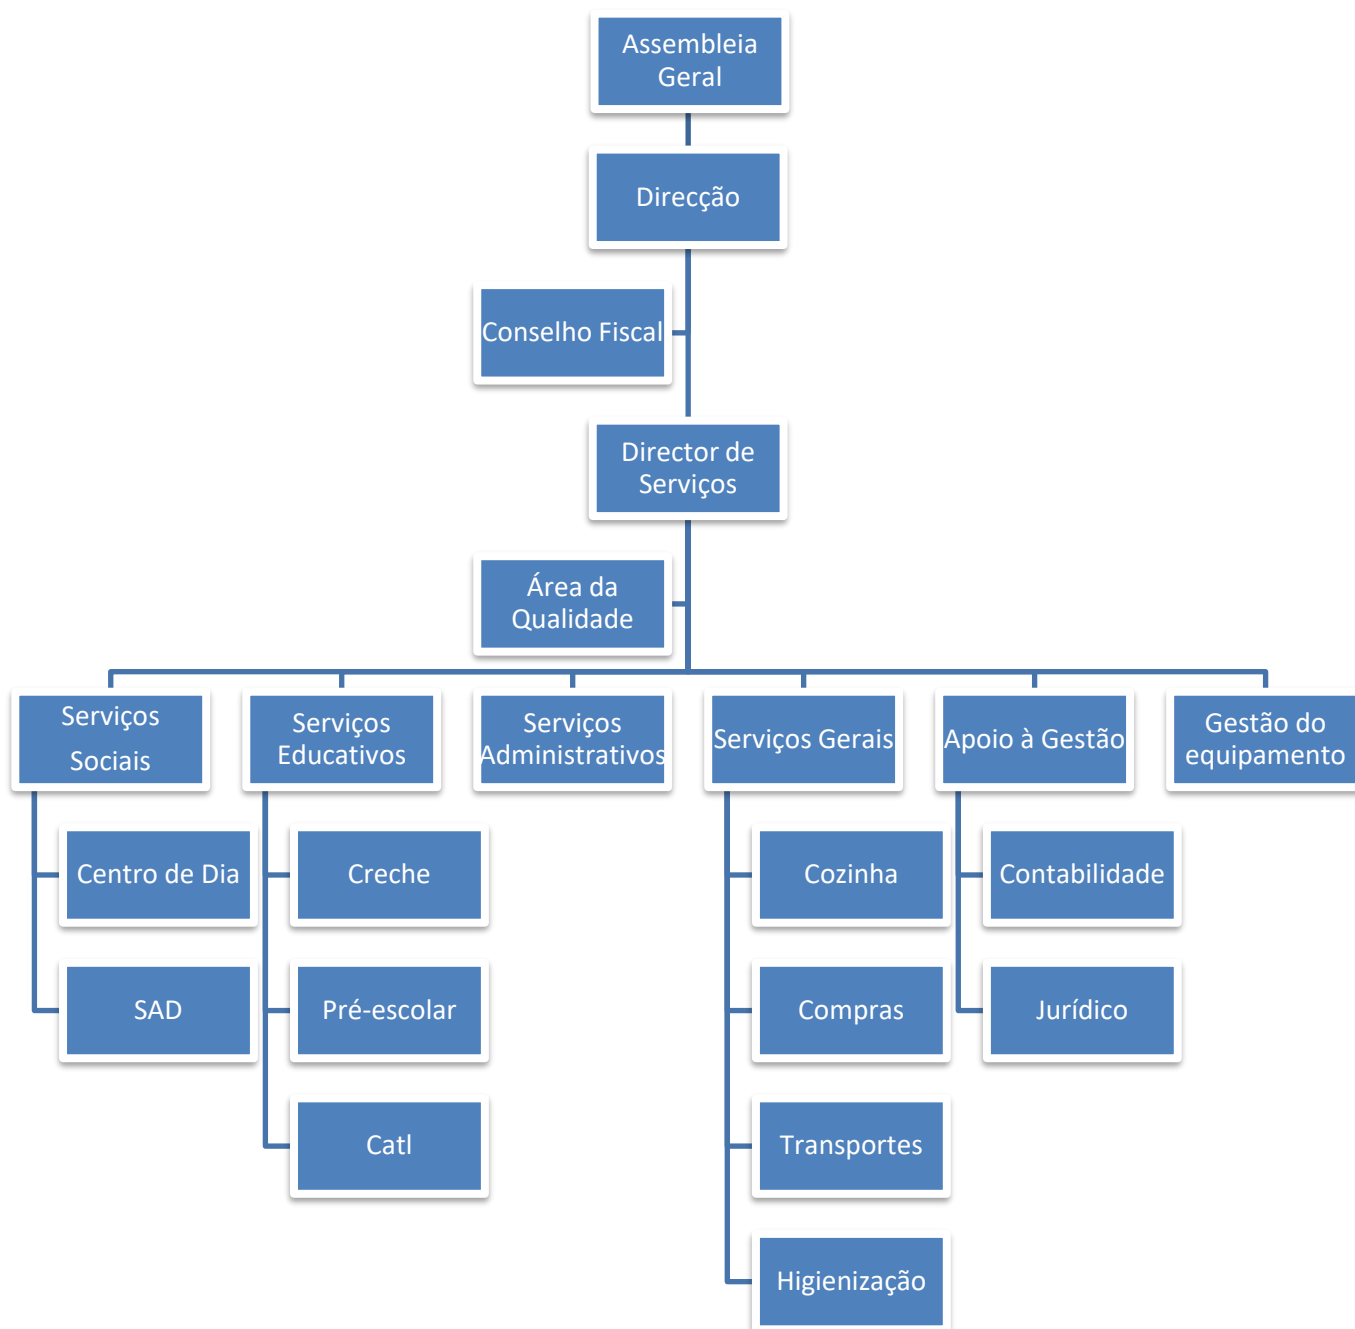 Assembleia
Geral
Direcção
Conselho Fiscal
Director de
Serviços
Área da
Qualidade
Serviços
Sociais
Serviços
Educativos
Serviços
Administrativos
Serviços Gerais
Apoio à Gestão
Gestão do
equipamento
Centro de Dia
Creche
Cozinha
Contabilidade
SAD
Pré-escolar
Compras
Jurídico
Catl
Transportes
Higienização